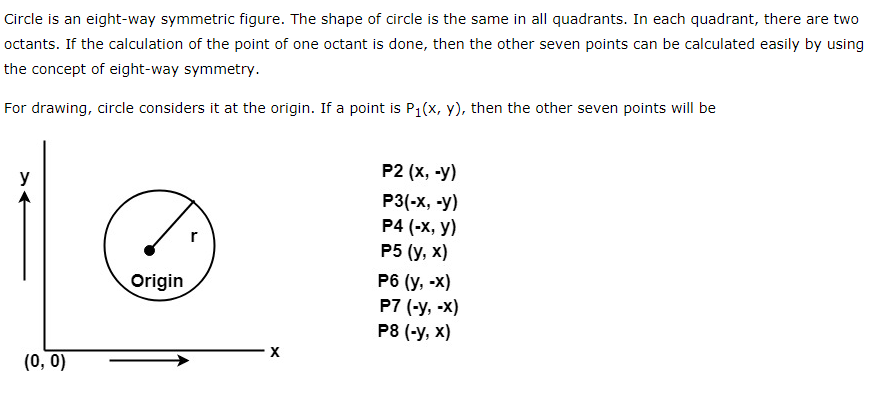 Circle is an eight-way symmetric figure. The shape of circle is the same in all quadrants. In each quadrant, there are two
octants. If the calculation of the point of one octant is done, then the other seven points can be calculated easily by using
the concept of eight-way symmetry.
For drawing, circle considers it at the origin. If a point is P₁(x, y), then the other seven points will be
y
r
Origin
(0, 0)
x
P2 (x, -y)
P3(-x, -y)
P4 (-x, y)
P5 (y, x)
P6 (y, -x)
P7 (-y, -x)
P8 (-y, x)